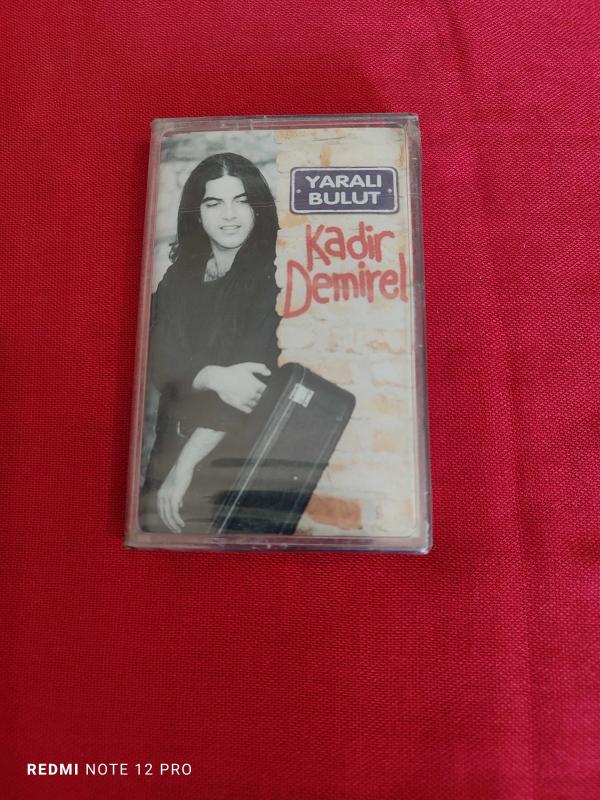 YARALI
BULUT
Kadir
Demirel
REDMI NOTE 12 PRO